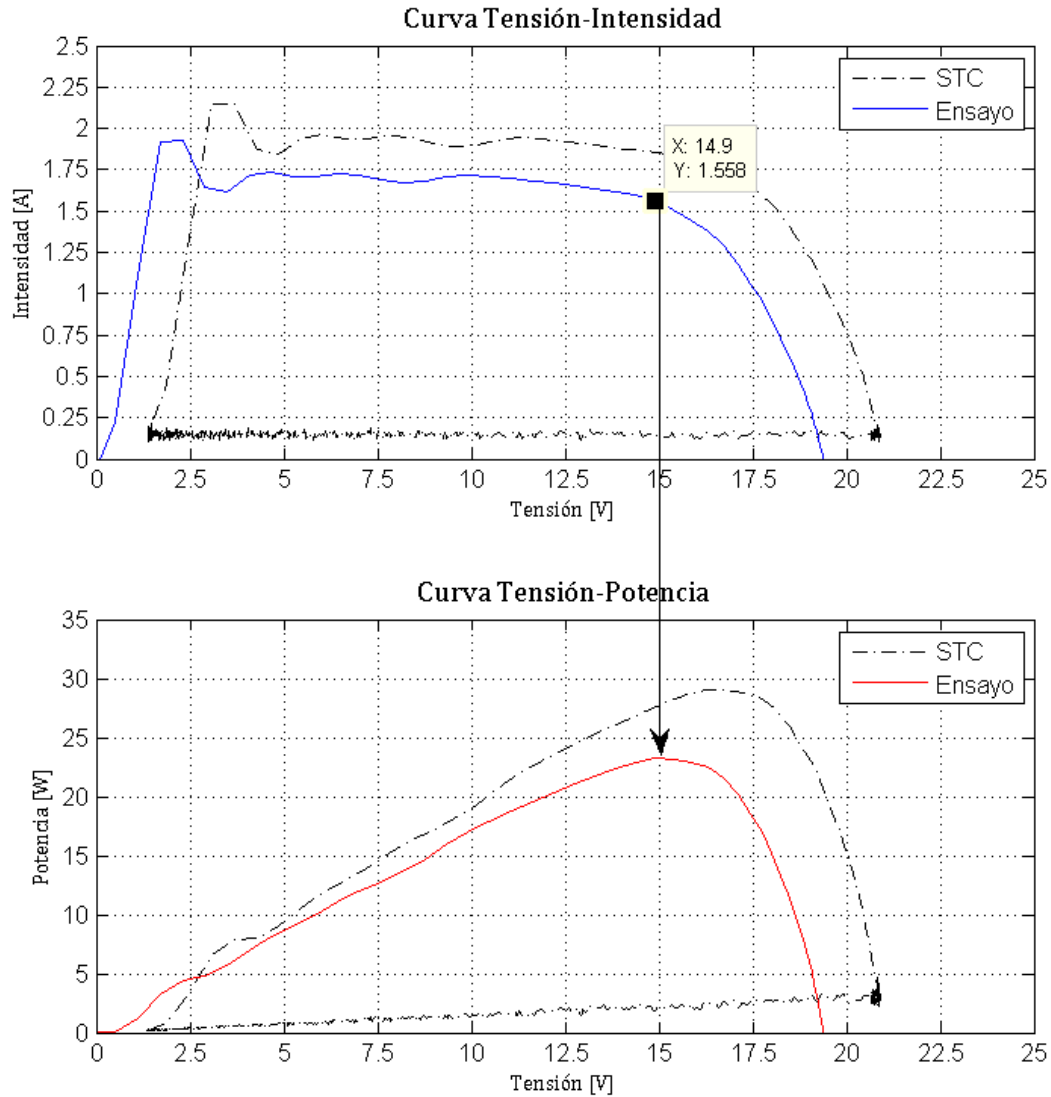 Curva Tensión-Intensidad
2.5
2.25
2
1.75
1.5
1.25
1
0.75
0.5
0.25
0
Intensidad [A]
STC
Ensayo
X: 14.9
Y: 1.558
0 2.5 5 7.5 10 12.5 15 17.5 20 22.5 25
Tensión [V]
Curva Tensión-Potencia
35
30
25
20
15
10
5
0
Potencia [W]
STC
Ensayo
0 2.5 5 7.5 10 12.5 15 17.5 20 22.5 25
Tensión [V]